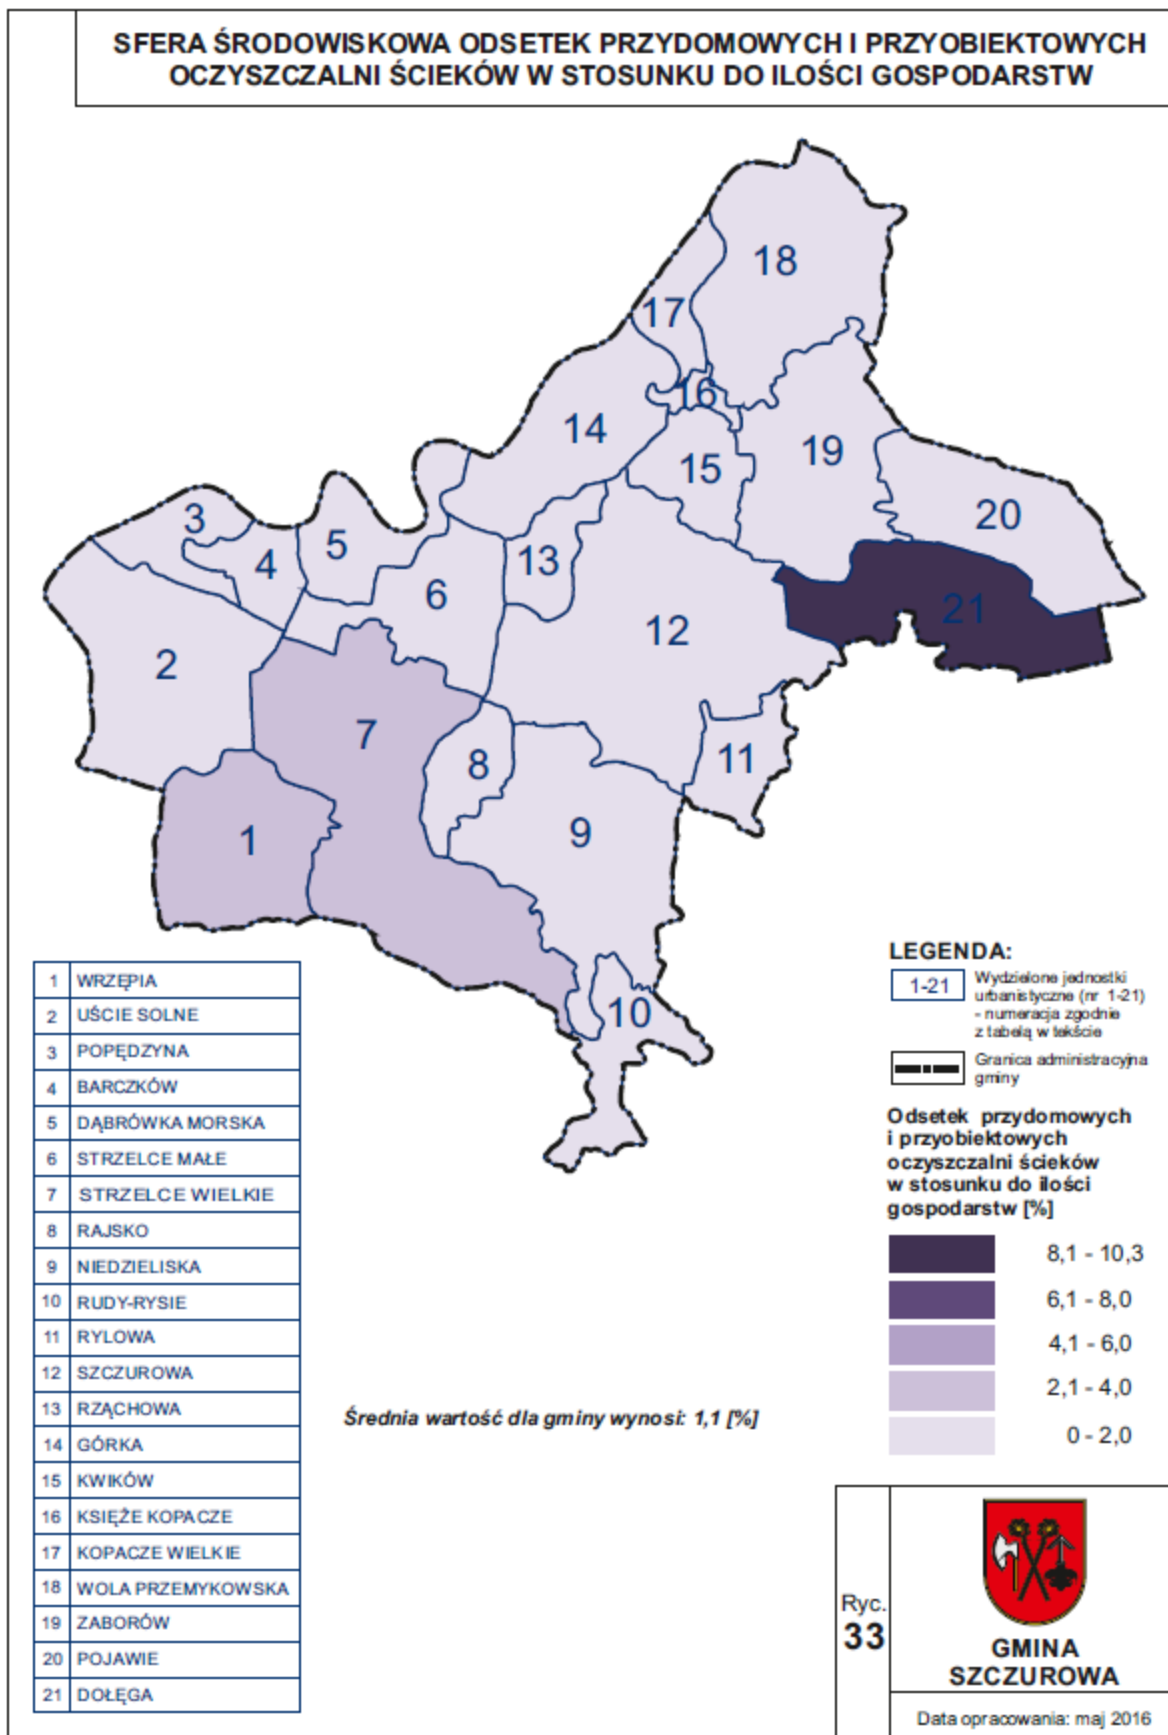 SFERA ŚRODOWISKOWA ODSETEK PRZYDOMOWYCH I PRZYOBIEKTOWYCH
OCZYSZCZALNI ŚCIEKÓW W STOSUNKU DO ILOŚCI GOSPODARSTW
18
17
16
14
19
15
20
3
5
4
13
6
21
12
2
7
8
11
9
1
10
1 WRZĘPIA
2 UŚCIE SOLNE
3 POPĘDZYNA
4 BARCZKÓW
5 DĄBRÓWKA MORSKA
6 STRZELCE MAŁE
7 STRZELCE WIELKIE
8 RAJSKO
9 NIEDZIELISKA
10 RUDY-RYSIE
11 RYLOWA
12 SZCZUROWA
13 RZĄCHOWA
14 GÓRKA
15 KWIKÓW
16 KSIĘŻE KOPACZE
17 KOPACZE WIELKIE
18 WOLA PRZEMYKOWSKA
19 ZABORÓW
20 POJAWIE
21 DOŁĘGA
Średnia wartość dla gminy wynosi: 1,1 [%]
LEGENDA:
1-21
Wydzielone jednostki
urbanistyczne (nr 1-21)
- numeracja zgodnie
z tabelą w tekście
Granica administracyjna
gminy
Odsetek przydomowych
i przyobiektowych
oczyszczalni ścieków
w stosunku do ilości
gospodarstw [%]
8,1 - 10,3
6,1 - 8,0
4,1 - 6,0
2,1 - 4,0
0 - 2,0
Ryc.
33
GMINA
SZCZUROWA
Data opracowania: maj 2016